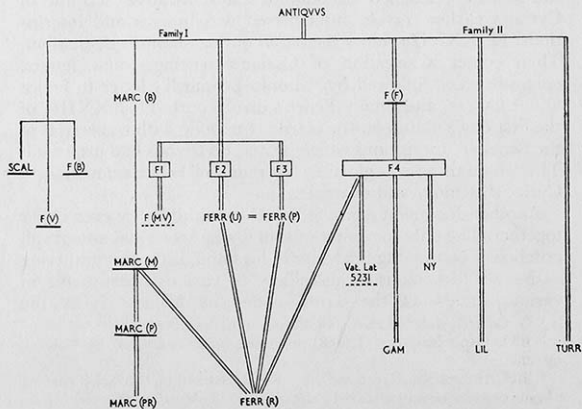 ANTIQVVS
Family I
Family II
MARC (B)
F (F)
SCAL
F (B)
F1
F2
F3
F4
F (V)
F (MV)
FERR (U) = FERR (P)
MARC (M)
Vat. Lat
5231
NY
MARC (P)
GAM
LIL
TURR
MARC (PR)
FERR (R)